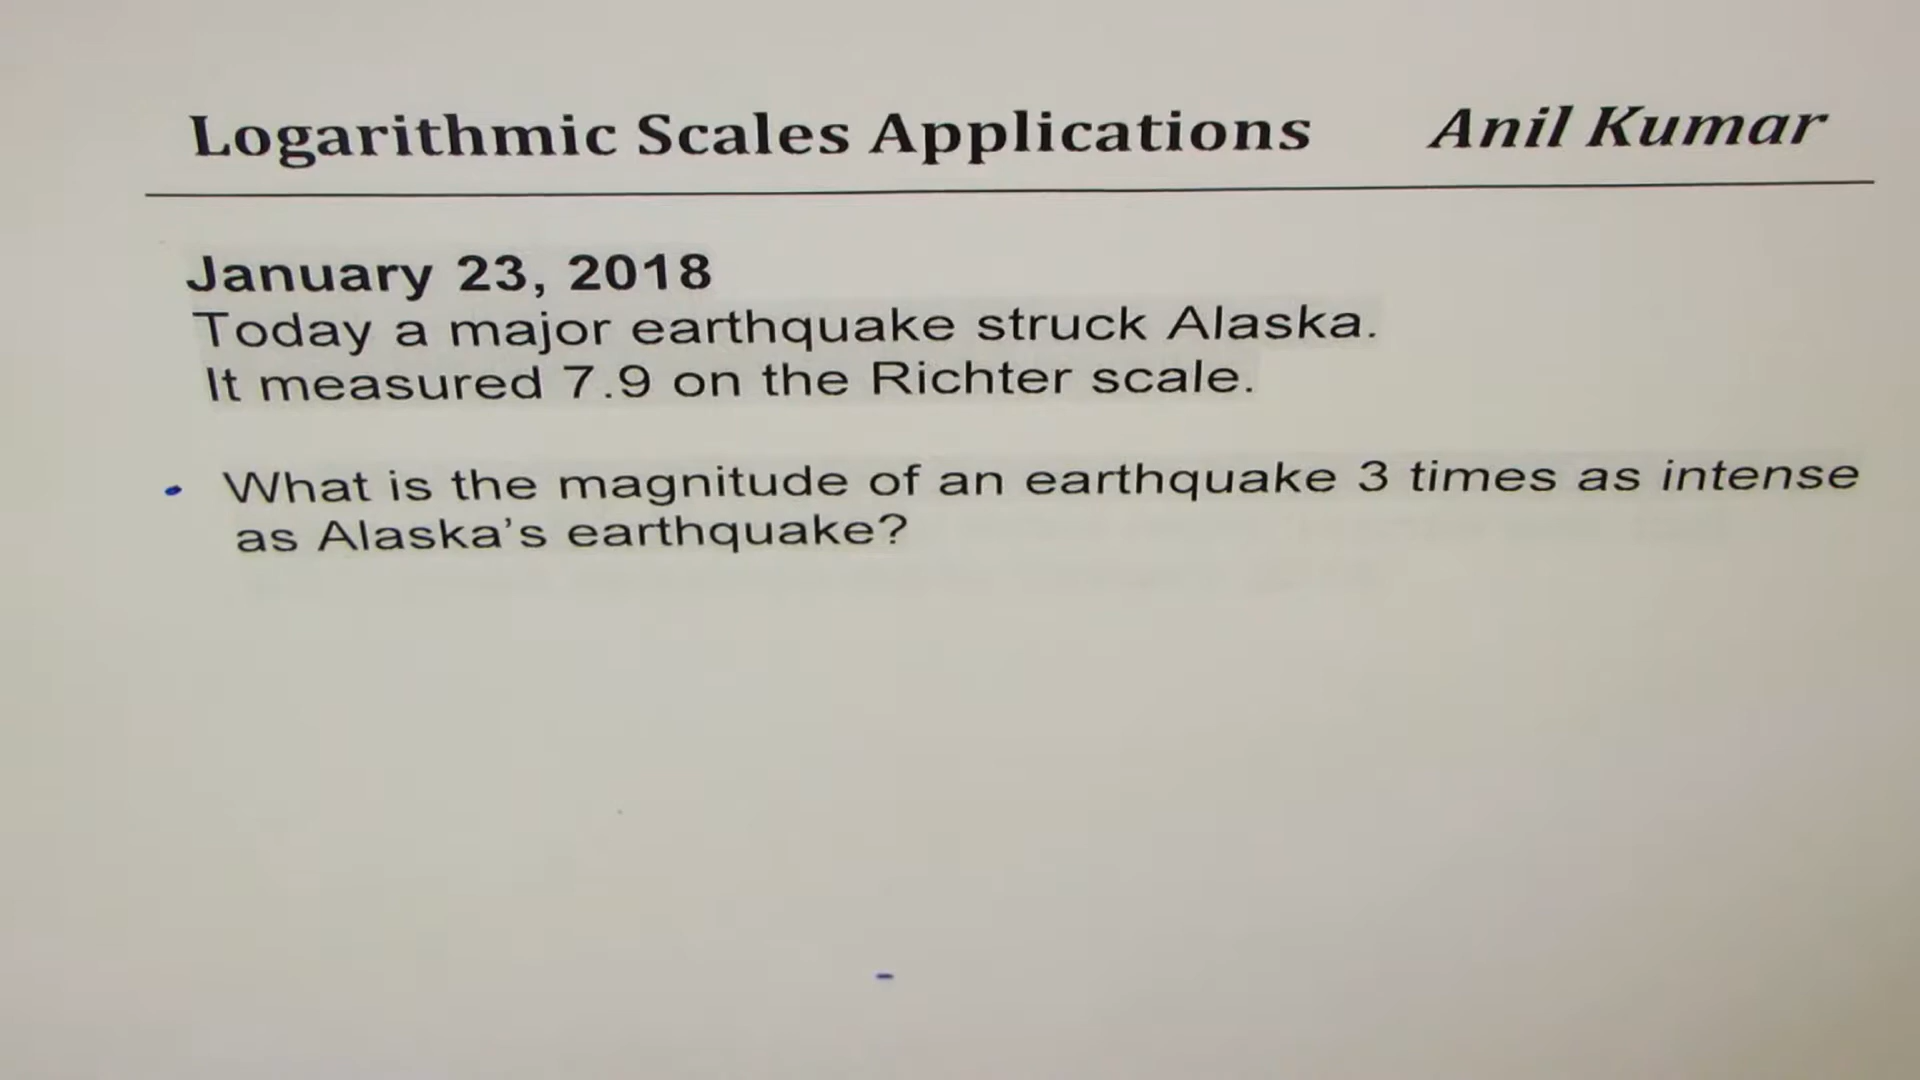 Logarithmic Scales Applications Anil Kumar
January 23, 2018
Today a major earthquake struck Alaska.
It measured 7.9 on the Richter scale.
• What is the magnitude of an earthquake 3 times as intense
as Alaska's earthquake?